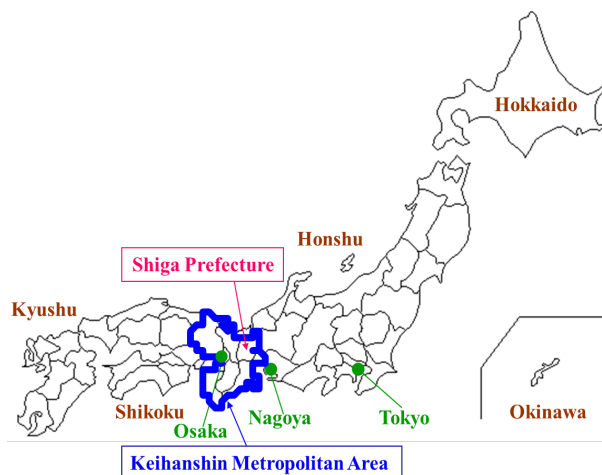 Hokkaido
Honshu
Shiga Prefecture
Kyushu
Shikoku
Osaka
Nagoya
Tokyo
Okinawa
Keihanshin Metropolitan Area